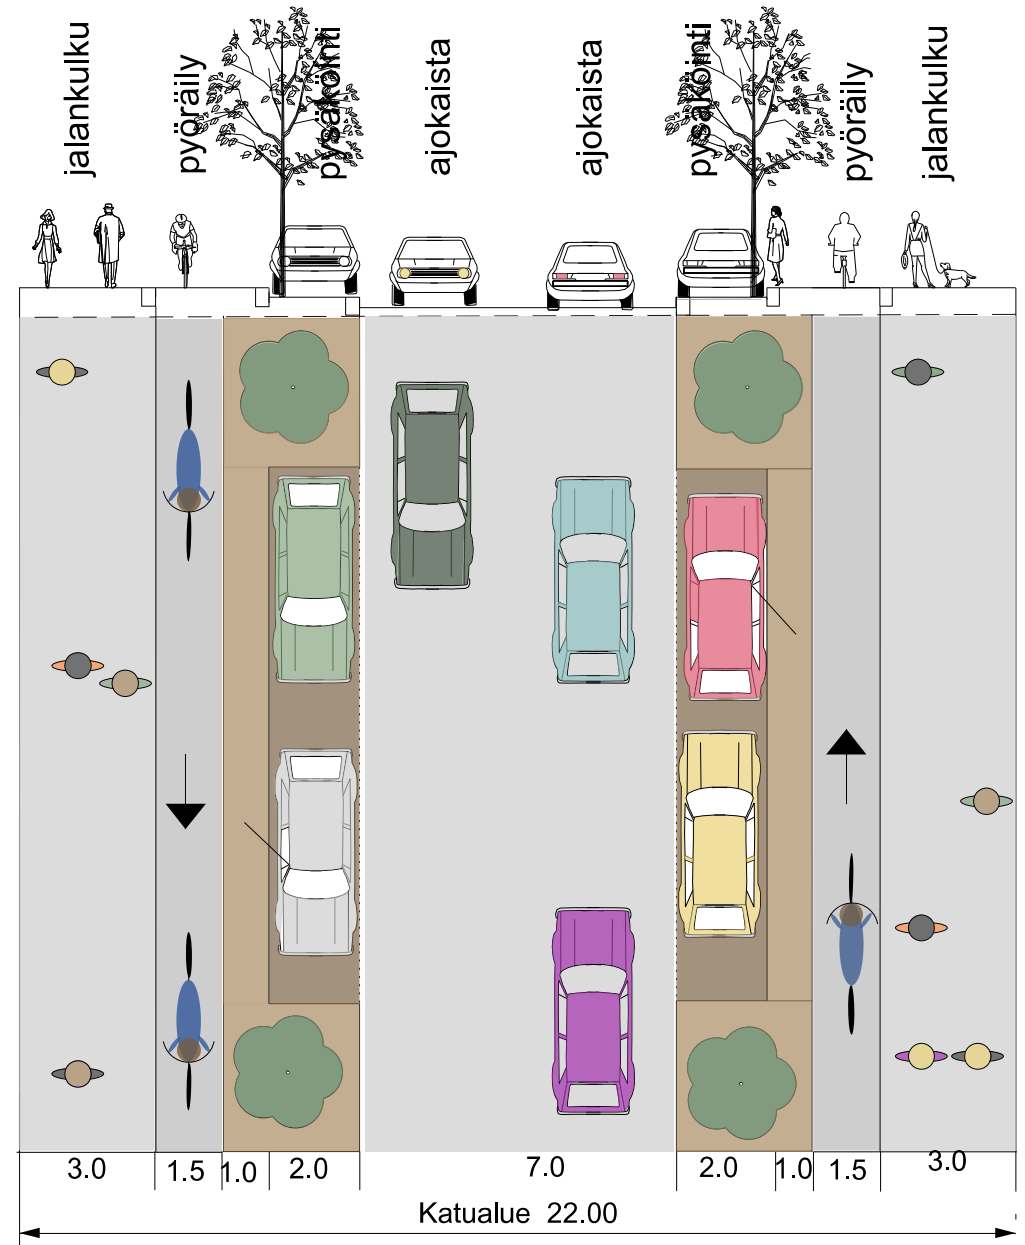 jalankulku
pyöräily
pysäköinti
ajokaista
ajokaista
pysäköinti
pyöräily
jalankulku
3.0
1.5
1.0
2.0
7.0
2.0
1.0
1.5
3.0
Katualue 22.00